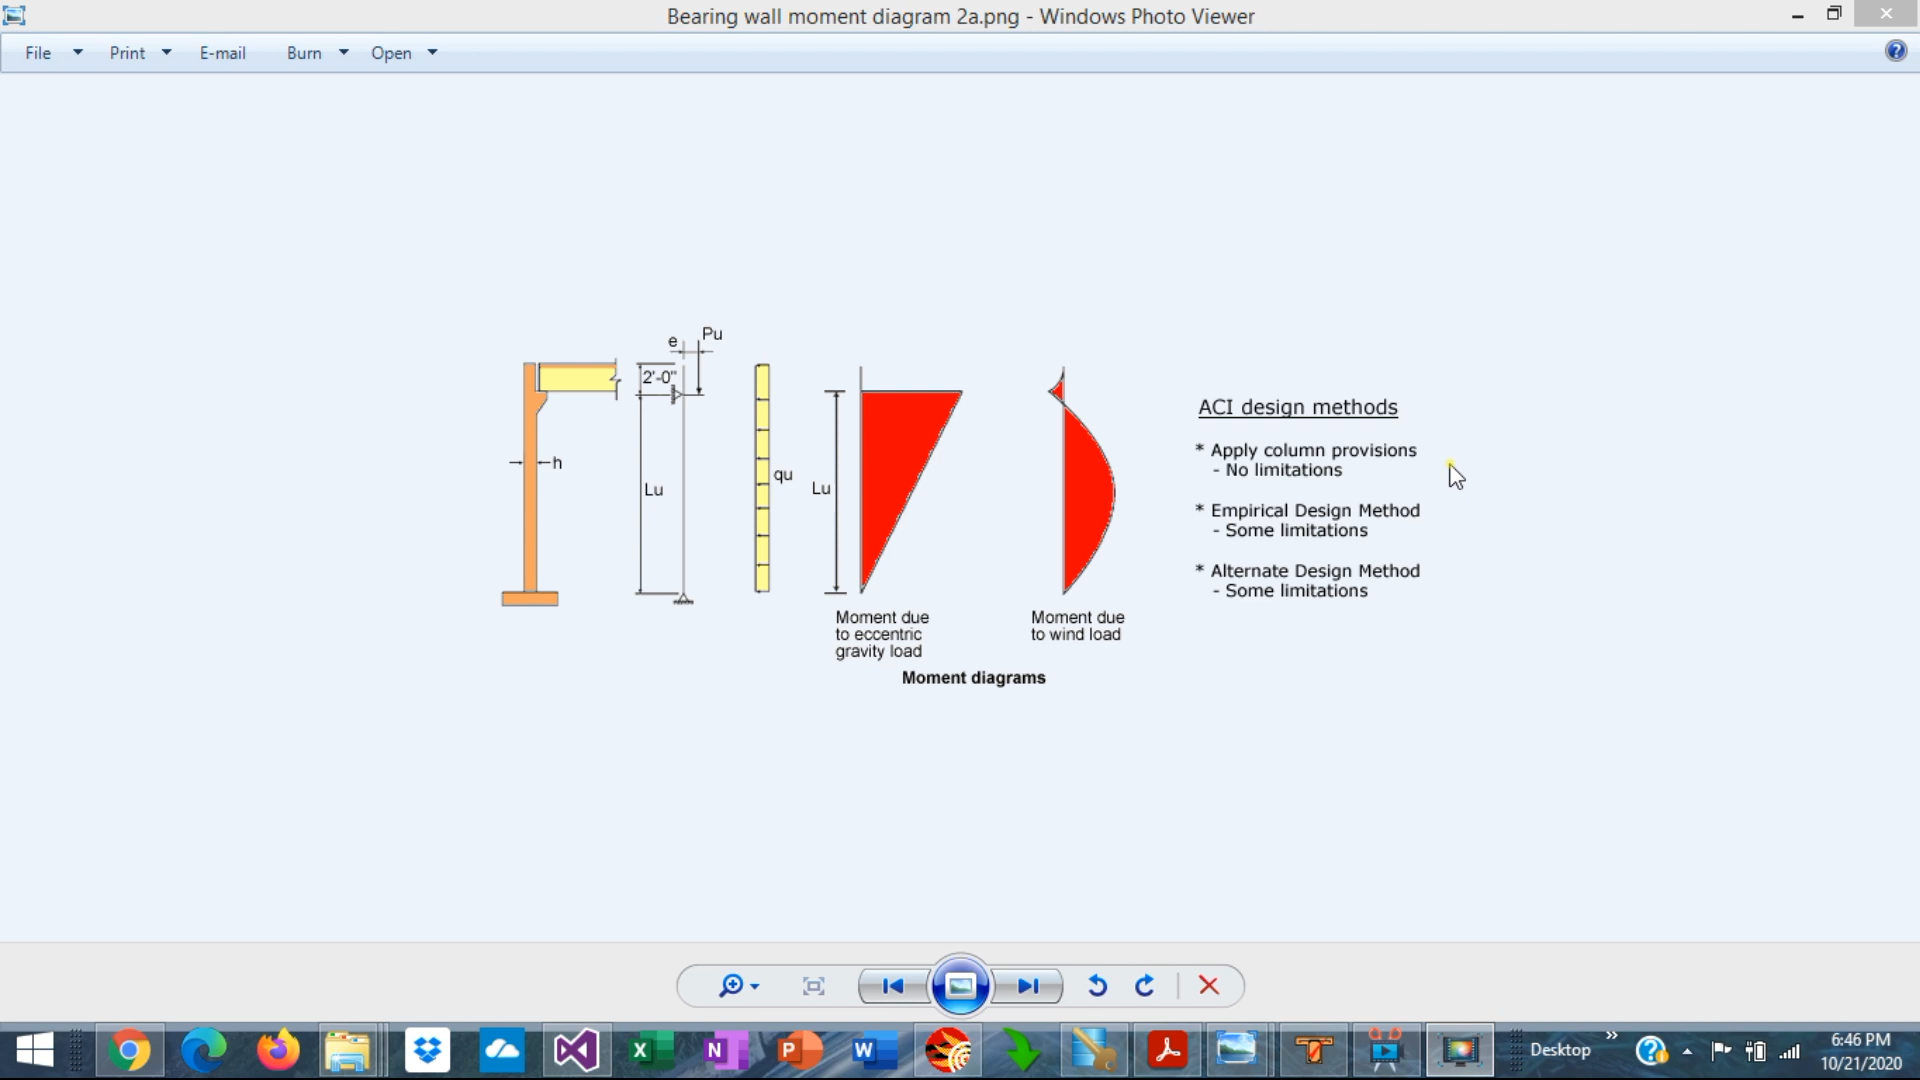 Bearing wall moment diagram 2a.png - Windows Photo Viewer
File Print E-mail Burn Open
?
e Pu
2'-0"
h
Lu
qu
Lu
Moment due
to eccentric
gravity load
Moment due
to wind load
Moment diagrams
ACI design methods
* Apply column provisions
- No limitations
* Empirical Design Method
- Some limitations
* Alternate Design Method
- Some limitations
X N P W T Desktop » ?
6:46 PM
10/21/2020